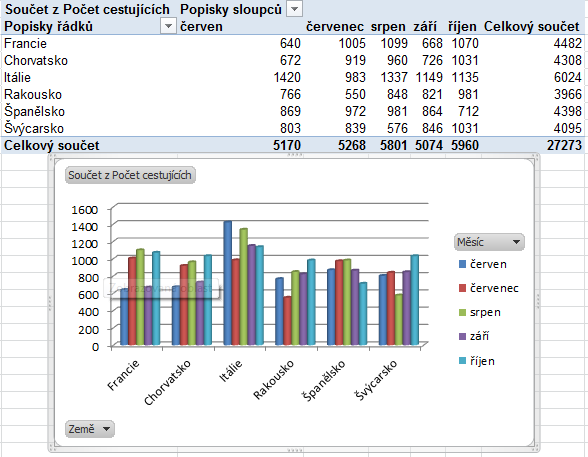 Součet z Počet cestujících Popisky sloupců
Popisky řádků červen červenec srpen září říjen Celkový součet
Francie 640 1005 1099 668 1070 4482
Chorvatsko 672 919 960 726 1031 4308
Itálie 1420 983 1337 1149 1135 6024
Rakousko 766 550 848 821 981 3966
Španělsko 869 972 981 864 712 4398
Švýcarsko 803 839 576 846 1031 4095
Celkový součet 5170 5268 5801 5074 5960 27273
Součet z Počet cestujících
1600
1400
1200
1000
800
600
400
200
0
Francie
Chorvatsko
Itálie
Rakousko
Španělsko
Švýcarsko
Měsíc
červen
červenec
srpen
září
říjen
Země